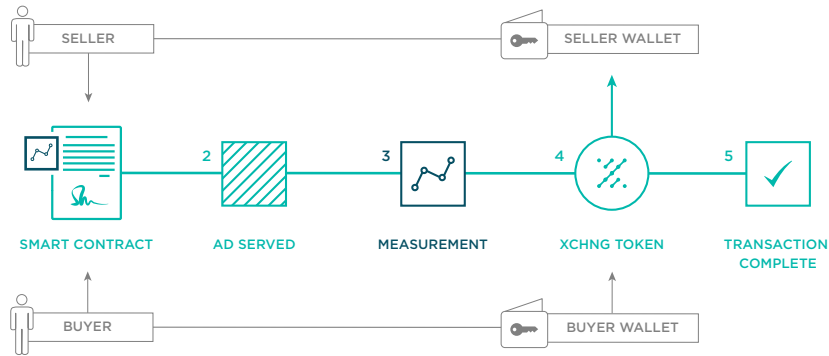 SELLER
SELLER WALLET
2
3
4
5
SMART CONTRACT
AD SERVED
MEASUREMENT
XCHNG TOKEN
TRANSACTION
COMPLETE
BUYER
BUYER WALLET